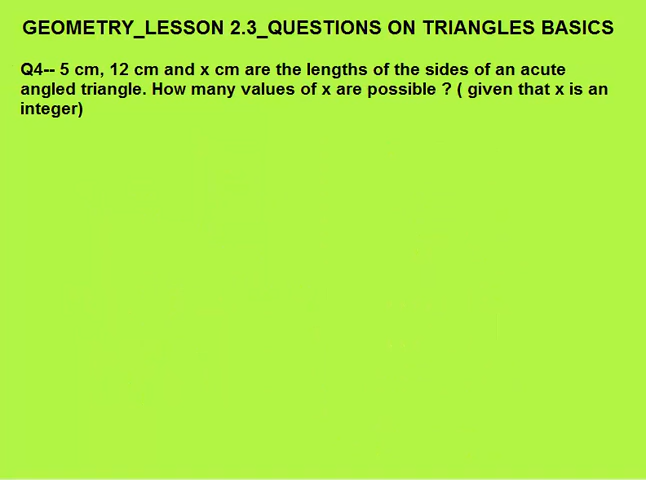 GEOMETRY_LESSON 2.3_QUESTIONS ON TRIANGLES BASICS
Q4-- 5 cm, 12 cm and x cm are the lengths of the sides of an acute
angled triangle. How many values of x are possible ? ( given that x is an
integer)